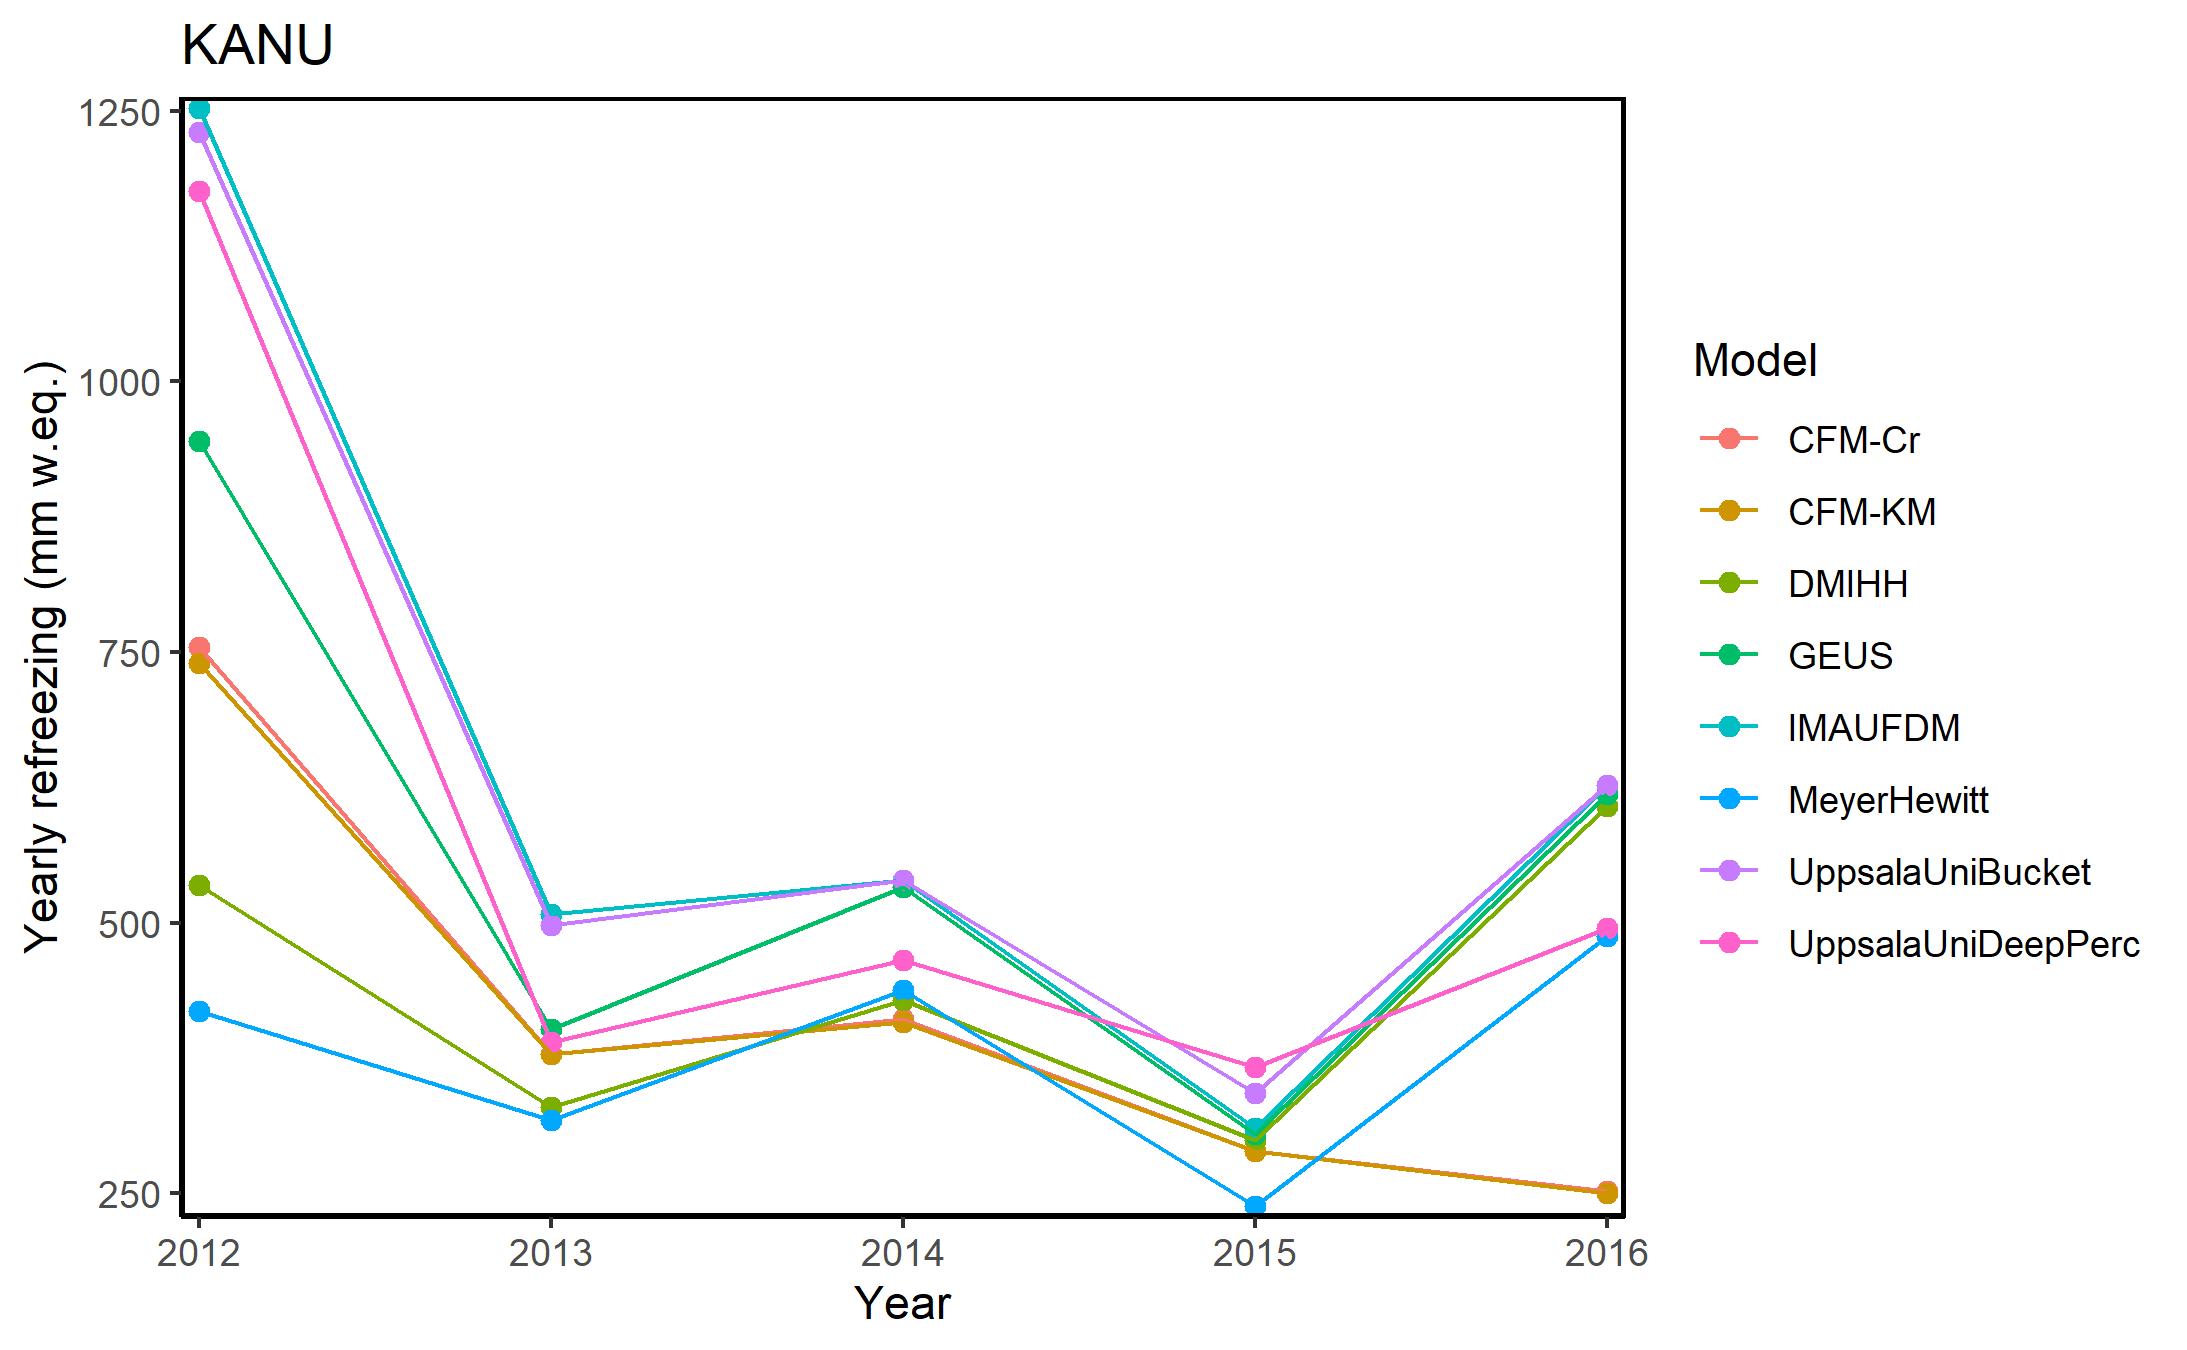 KANU
Yearly refreezing (mm w.eq.)
1250
1000
750
500
250
2012 2013 2014 2015 2016
Year
Model
CFM-Cr
CFM-KM
DMIHH
GEUS
IMAUFDM
MeyerHewitt
UppsalaUniBucket
UppsalaUniDeepPerc